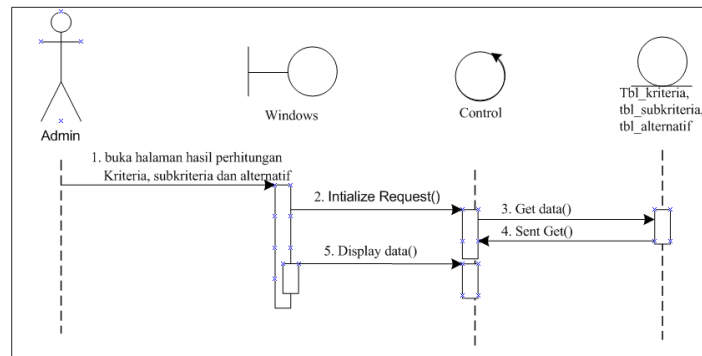 Admin
Windows
Control
Tbl_kriteria,
tbl_subkriteria,
tbl_alternatif
1. buka halaman hasil perhitungan
Kriteria, subkriteria dan alternatif
2. Intialize Request()
3. Get data()
4. Sent Get()
5. Display data()